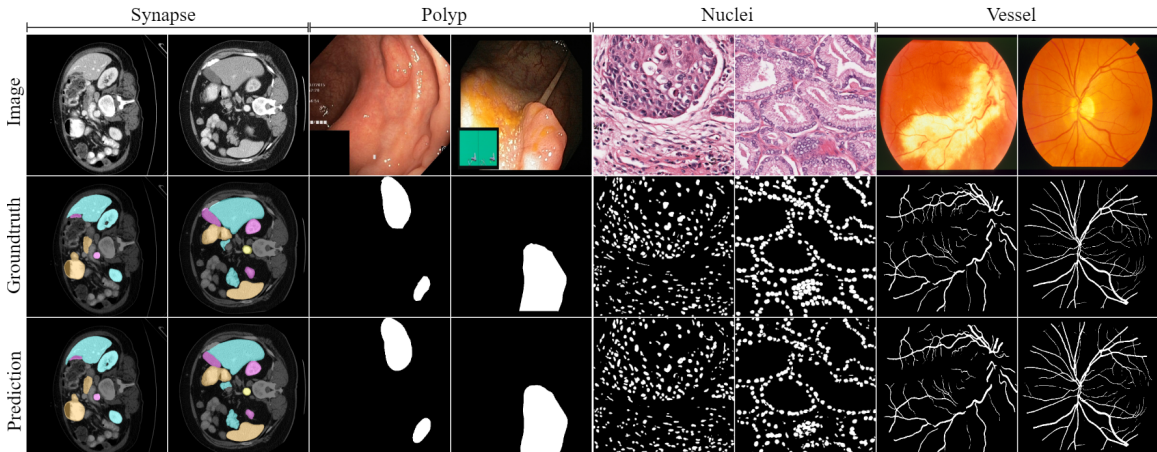 Synapse
Polyp
Nuclei
Vessel
Image
Groundtruth
Prediction